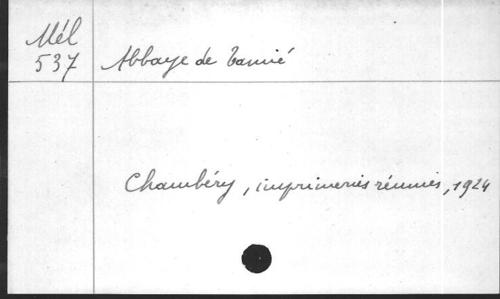 Mél
537
Abbaye de Tamié
Chambéry, imprimeries réunies, 1924